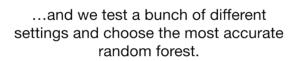 …and we test a bunch of different
settings and choose the most accurate
random forest.